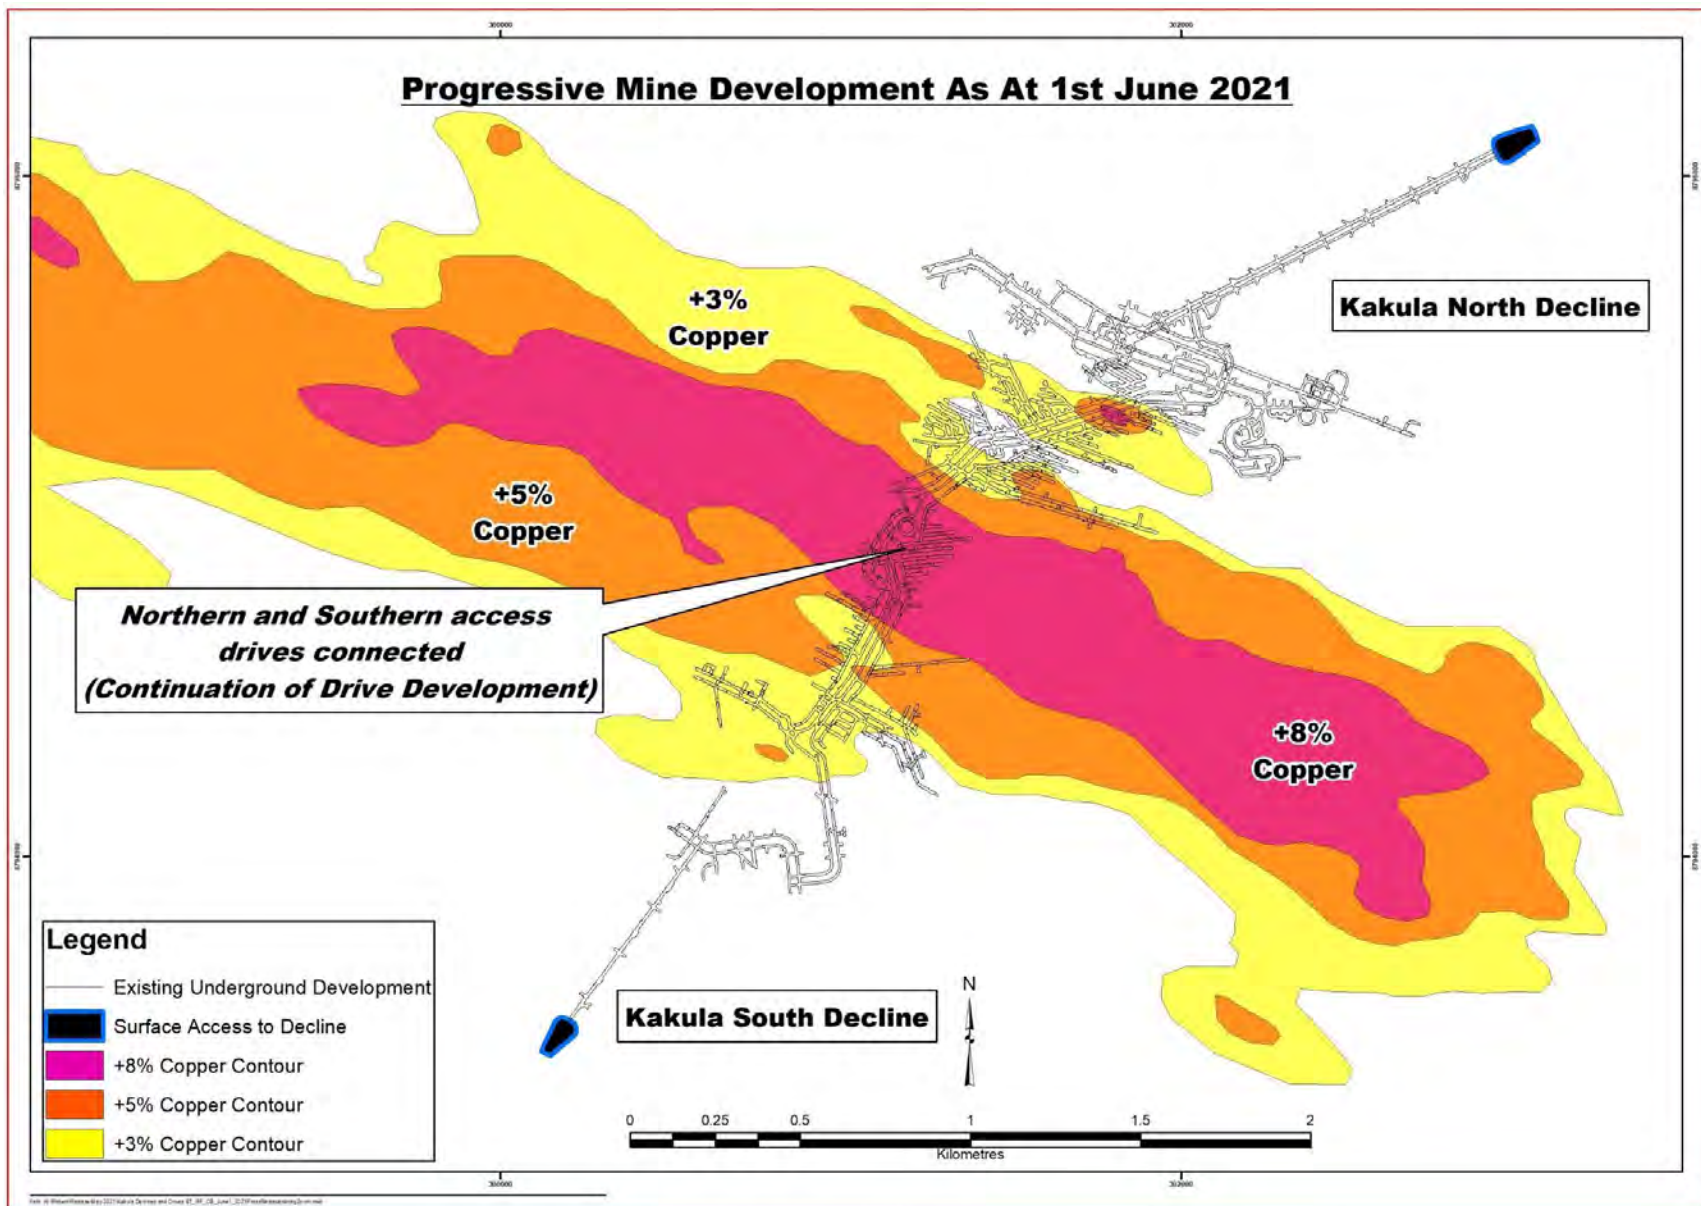 300000
302000
Progressive Mine Development As At 1st June 2021
+3%
Copper
Kakula North Decline
+5%
Copper
Northern and Southern access
drives connected
(Continuation of Drive Development)
+8%
Copper
Legend
Existing Underground Development
Surface Access to Decline
+8% Copper Contour
+5% Copper Contour
+3% Copper Contour
Kakula South Decline
N
0 0.25 0.5 1 1.5 2
Kilometres